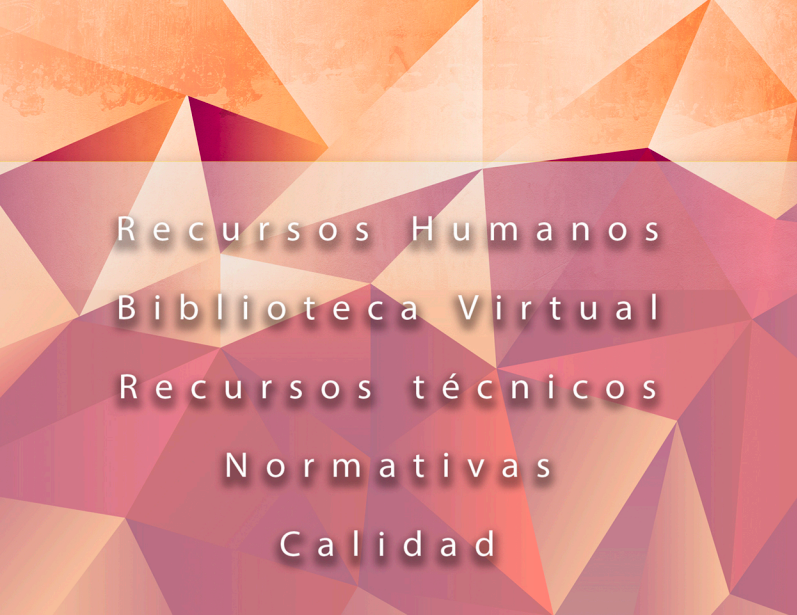 Recursos Humanos
Biblioteca Virtual
Recursos técnicos
Normativas
Calidad